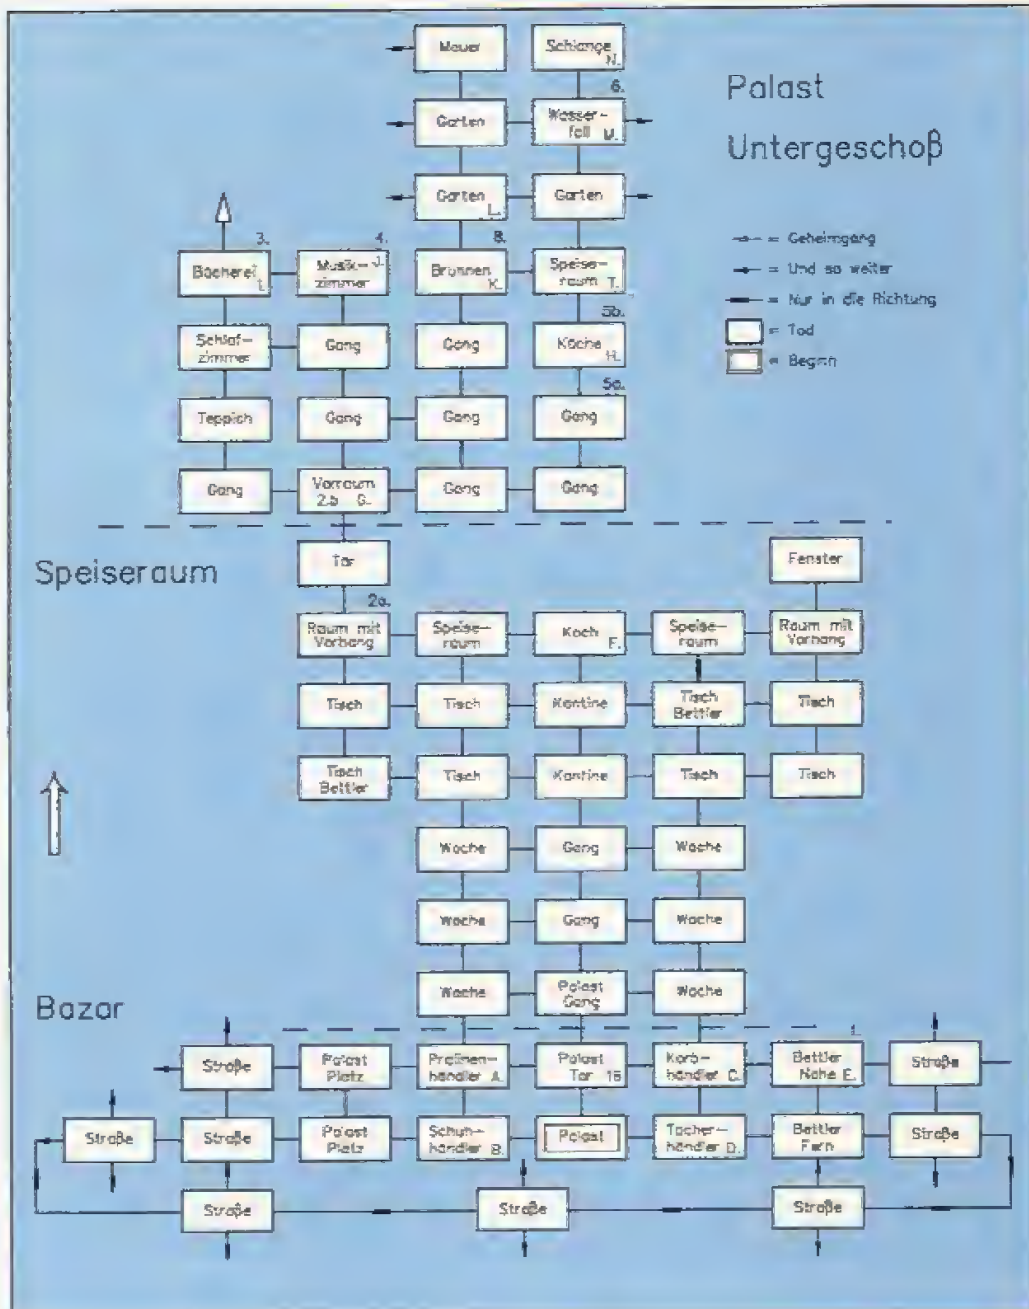 Palast
Untergeschoß
Mauer
Schlange
N.
6.
Garten
Wasser-
fall M.
Garten
L.
Garten
3.
4.
8.
Bücherei
I.
Musik-
J.
zimmer
Brunnen
K.
Speise-
raum T.
5b.
Schlaf-
zimmer
Gang
Gang
Küche
H.
5a.
Teppich
Gang
Gang
Gang
Gang
Vorraum
2.b G.
Gang
Gang
= Geheimgang
= Und so weiter
= Nur in die Richtung
= Tod
= Beginn
Speiseraum
Tor
Fenster
2a.
Raum mit
Vorhang
Speise-
raum
Koch
F.
Speise-
raum
Raum mit
Vorhang
Tisch
Tisch
Kantine
Tisch
Bettler
Tisch
Tisch
Bettler
Tisch
Kantine
Tisch
Tisch
Wache
Gang
Wache
Wache
Gang
Wache
Bazar
Wache
Palast
Gang
Wache
1.
Straße
Palast
Platz
Pralinen-
händler A.
Palast
Tor 1b
Korb-
händler C.
Bettler
Nahe E.
Straße
Straße
Straße
Palast
Platz
Schuh-
händler B.
Palast
Tücher-
händler D.
Bettler
Fern
Straße
Straße
Straße
Straße